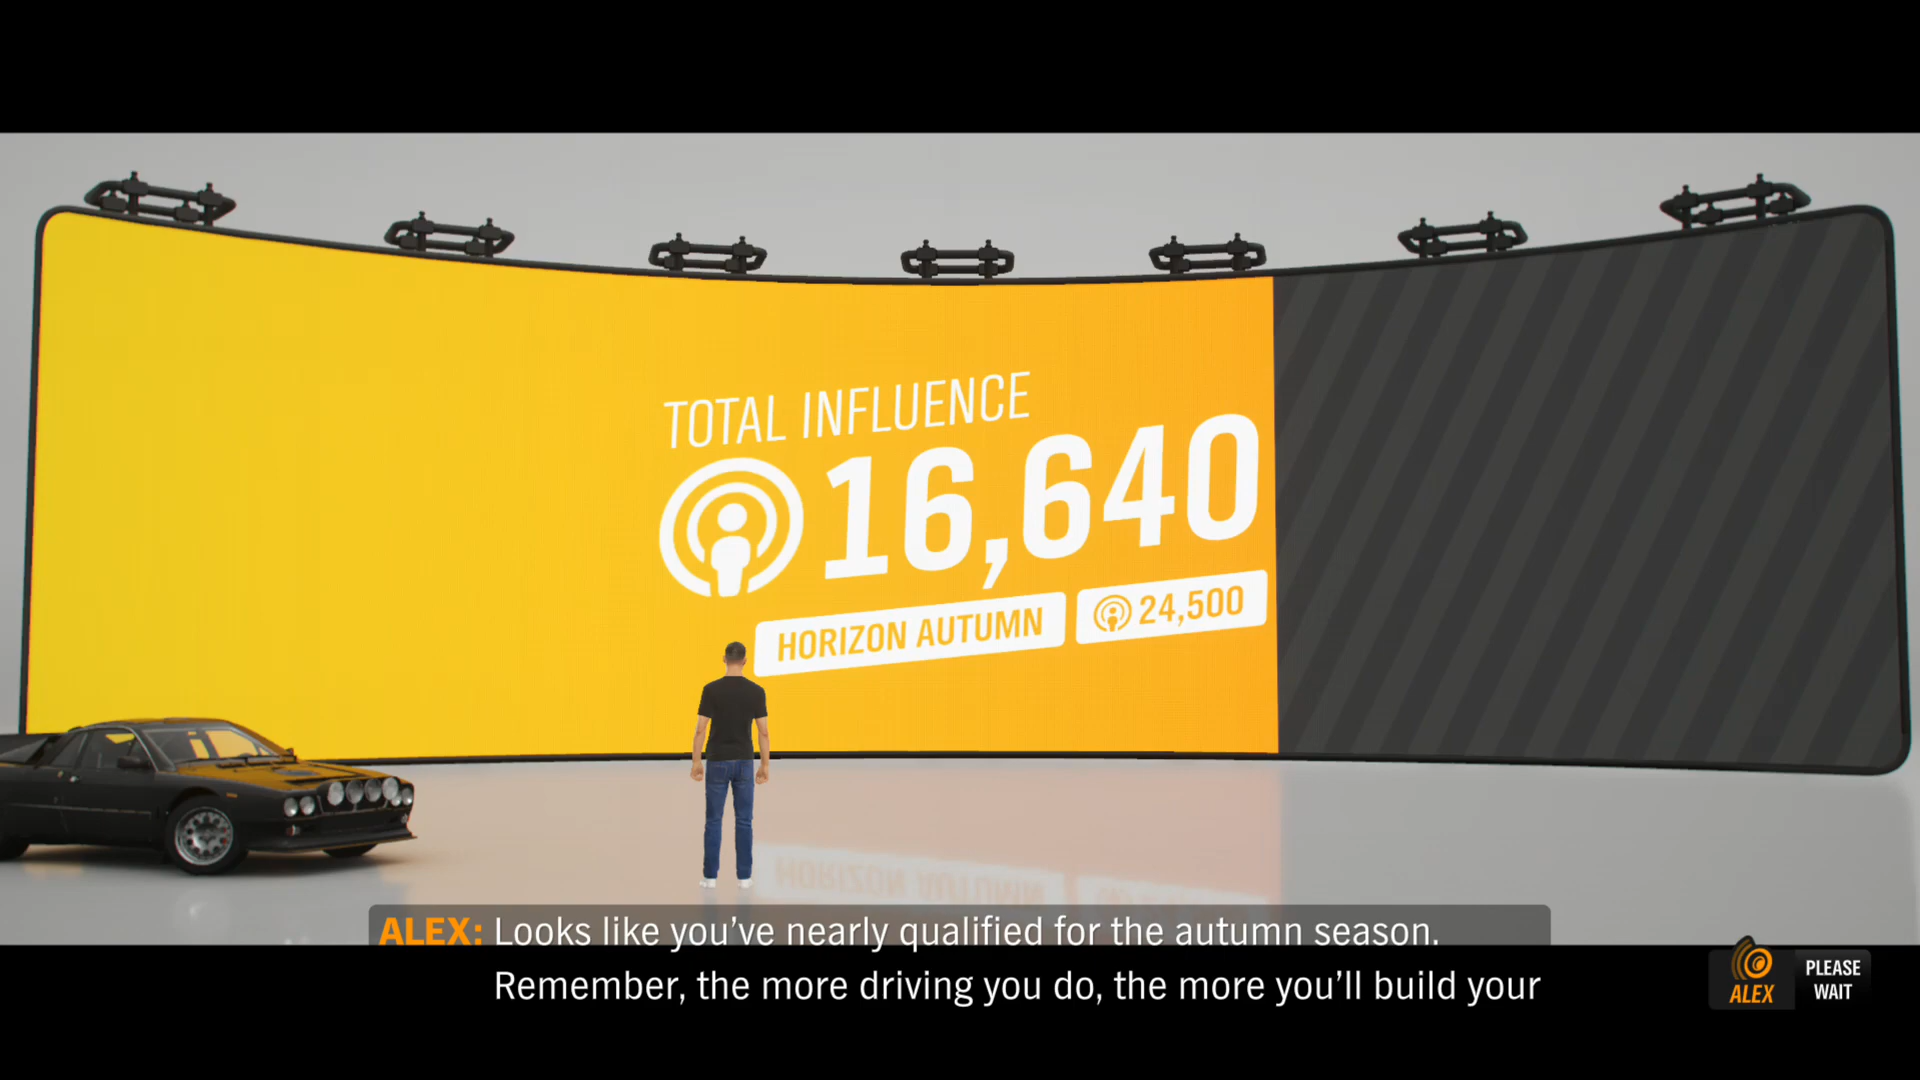 TOTAL INFLUENCE
16,640
HORIZON AUTUMN 24,500
ALEX: Looks like you've nearly qualified for the autumn season.
Remember, the more driving you do, the more you'll build your
ALEX
PLEASE
WAIT